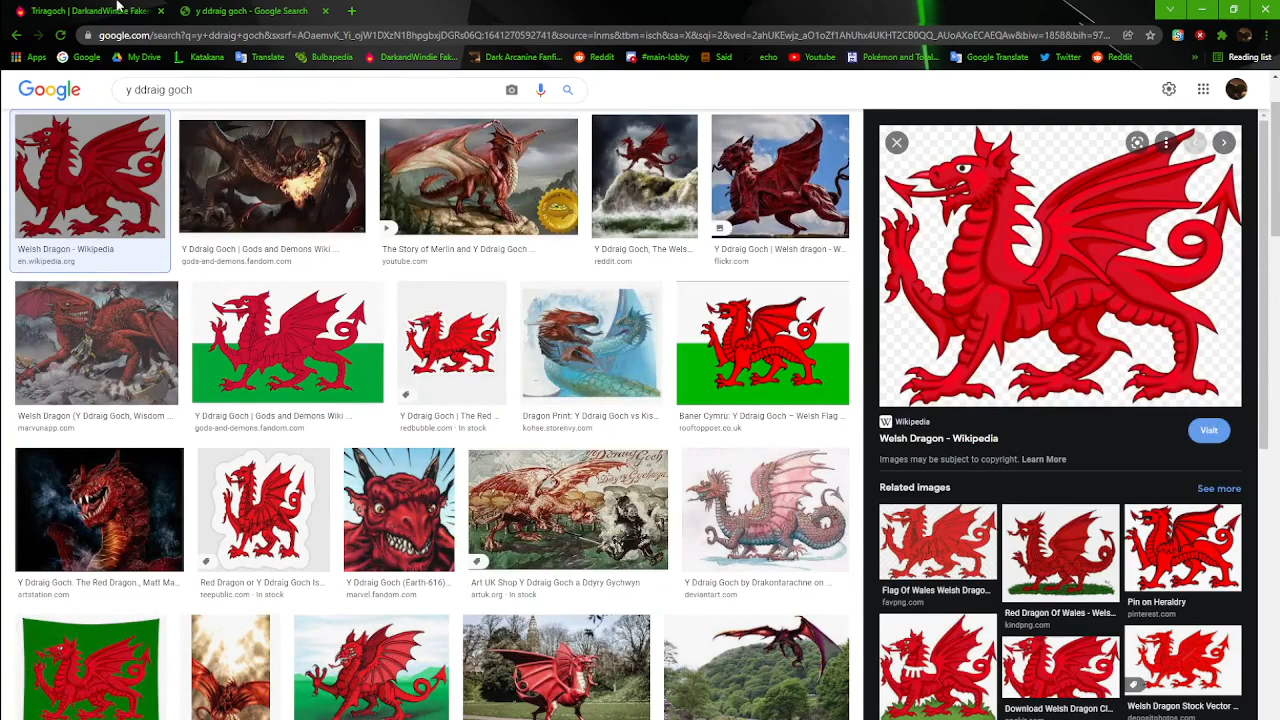 Triragoch | DarkandWindie Faker
y ddraig goch - Google Search
google.com/search?q=y+ddraig+goch&sxsrf=AOaemvK_Yi_ojW1DXzN18hpgbxjDGRs06Q:1641270595742&source=lnms&tbm=isch&sa=X&sqi=2&ved=2ahUKEwjz_aO1zf1AhUhx4UKHT2CB0QQ_AUoAXoECAEQAw&biw=1858&bih=97...
Apps
Google
My Drive
Katakana
Translate
Bulbapedia
DarkandWindie Fak...
Dark Arcanine Fanfi...
Reddit
#main-lobby
Said
echo
Youtube
Pokémon and Total...
Google Translate
Twitter
Reddit
»
Reading list
Google
y ddraig goch
Welsh Dragon - Wikipedia
en.wikipedia.org
Y Ddraig Goch | Gods and Demons Wiki ...
gods-and-demons.fandom.com
The Story of Merlin and Y Ddraig Goch ...
youtube.com
Y Ddraig Goch, The Wels...
reddit.com
Y Ddraig Goch | Welsh dragon - W...
flickr.com
Welsh Dragon (Y Ddraig Goch, Wisdom ...
marvunapp.com
Y Ddraig Goch | Gods and Demons Wiki ...
gods-and-demons.fandom.com
Y Ddraig Goch | The Red ...
redbubble.com · In stock
Dragon Print: Y Ddraig Goch vs Kis...
kohse.storenvy.com
Baner Cymru: Y Ddraig Goch – Welsh Flag ...
rooftoppost.co.uk
Y Ddraig Goch. The Red Dragon., Matt Ma...
artstation.com
Red Dragon or Y Ddraig Goch Is...
teepublic.com · In stock
Y Ddraig Goch (Earth-616)...
marvel.fandom.com
Art UK Shop Y Ddraig Goch a Ddyry Gychwyn
artuk.org · In stock
Y Ddraig Goch by Drakontarachne on ...
deviantart.com
W Wikipedia
Welsh Dragon - Wikipedia
Visit
Images may be subject to copyright. Learn More
Related images
See more
Flag Of Wales Welsh Drago...
favpng.com
Red Dragon Of Wales - Wels...
kindpng.com
Pin on Heraldry
pinterest.com
Download Welsh Dragon Cl...
Welsh Dragon Stock Vector ...
depositphotos.com